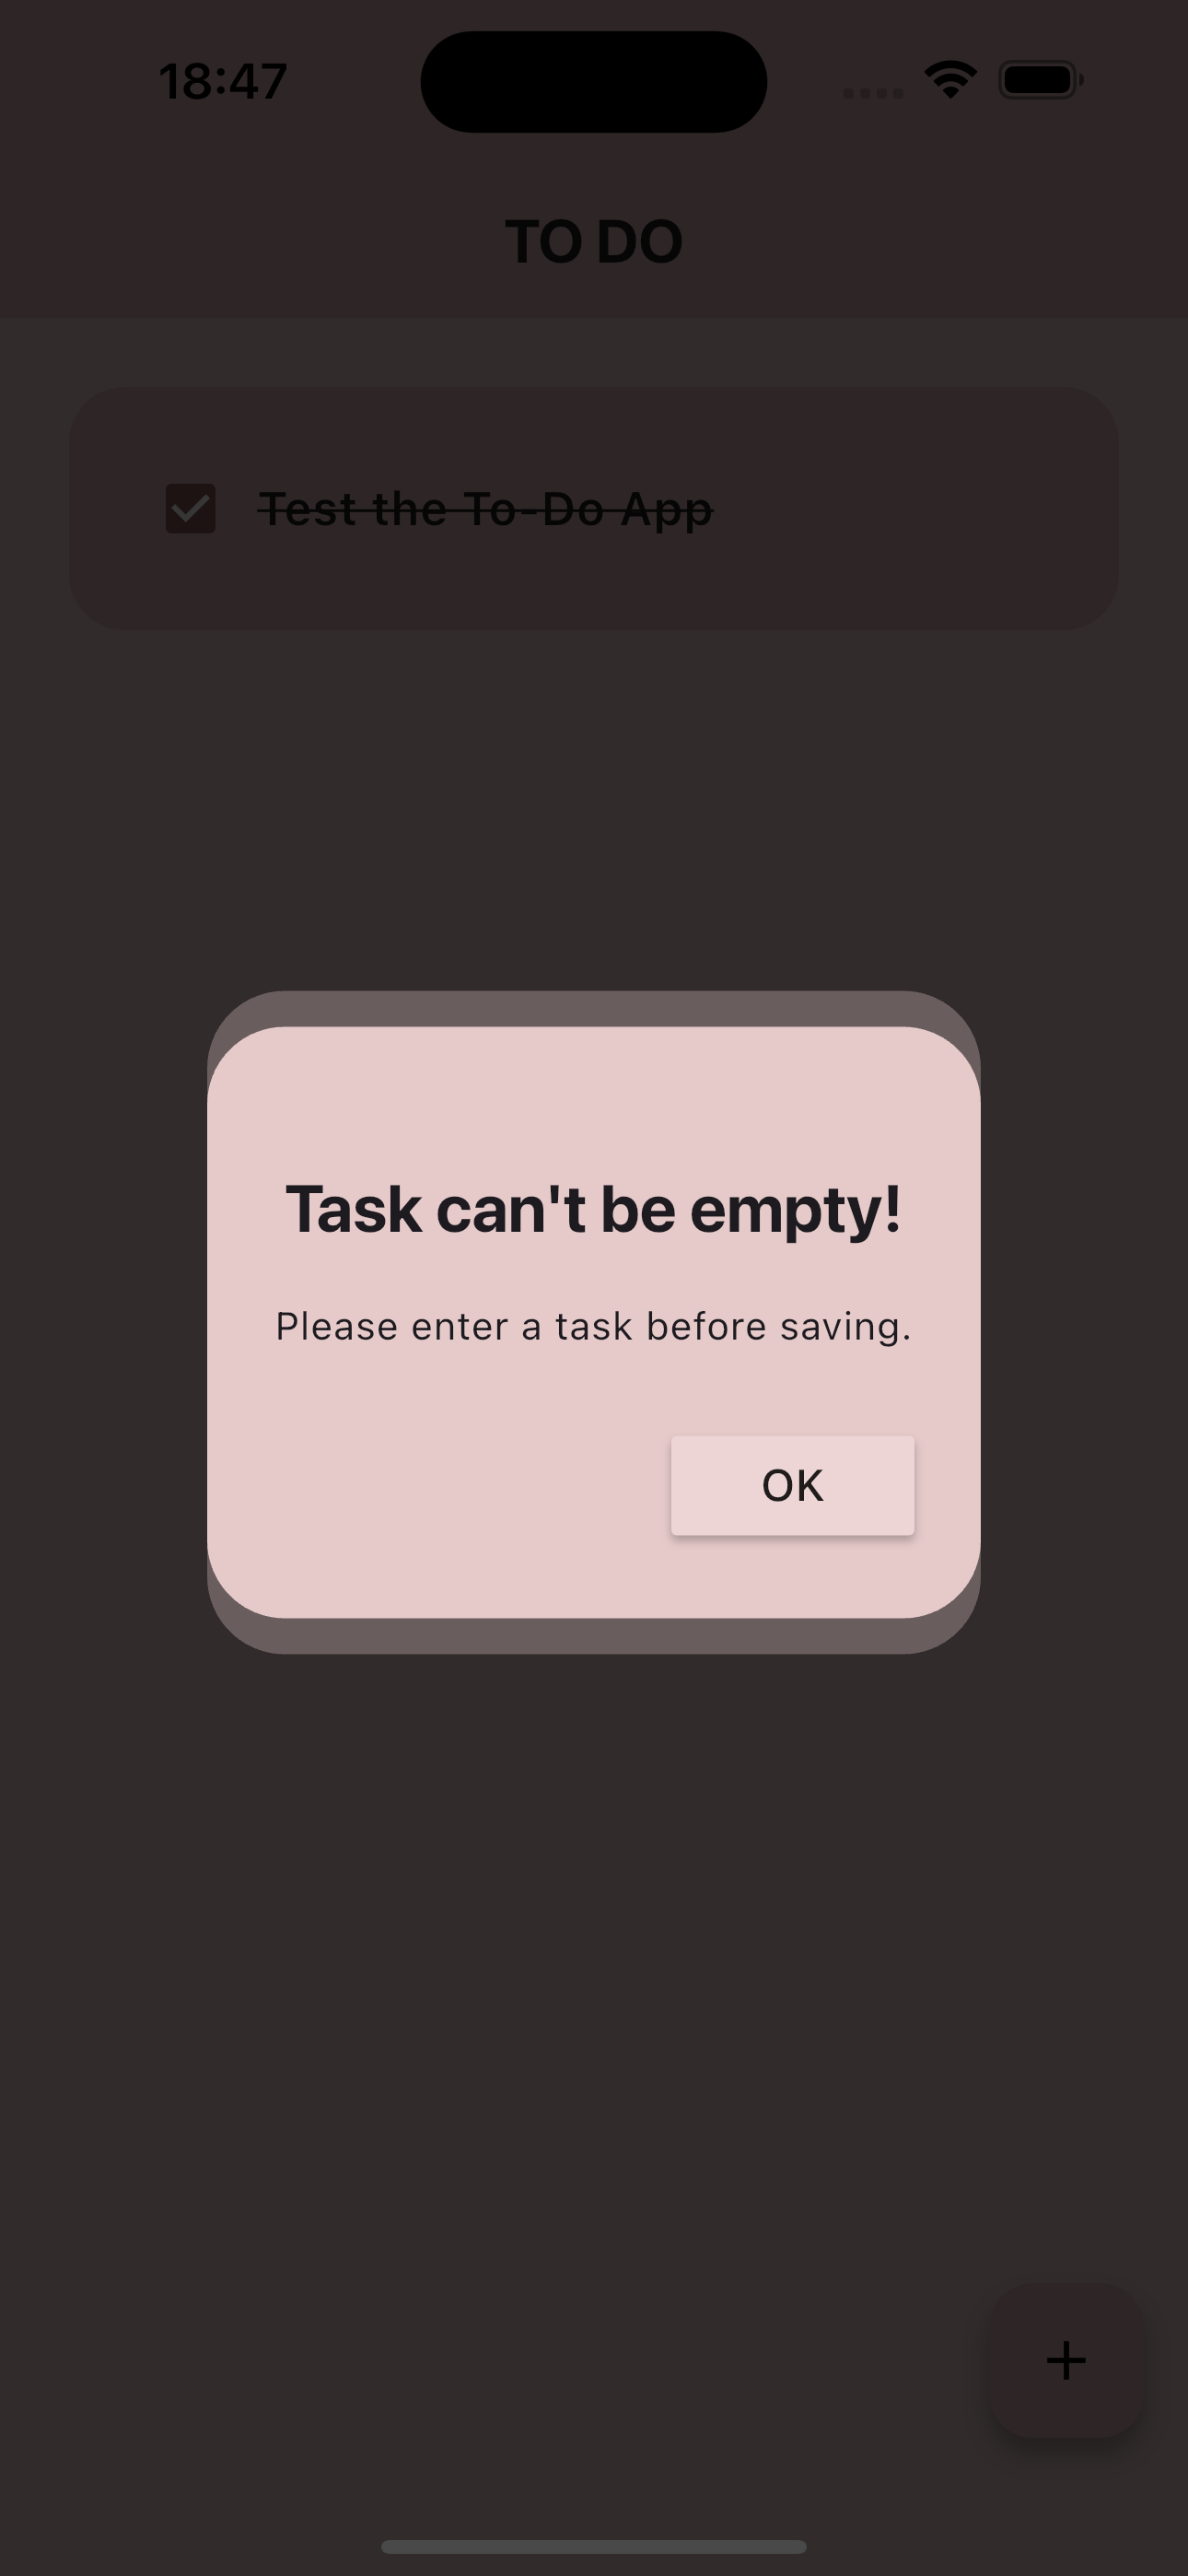 18:47
TO DO
Test the To-Do App
Task can't be empty!
Please enter a task before saving.
OK
+